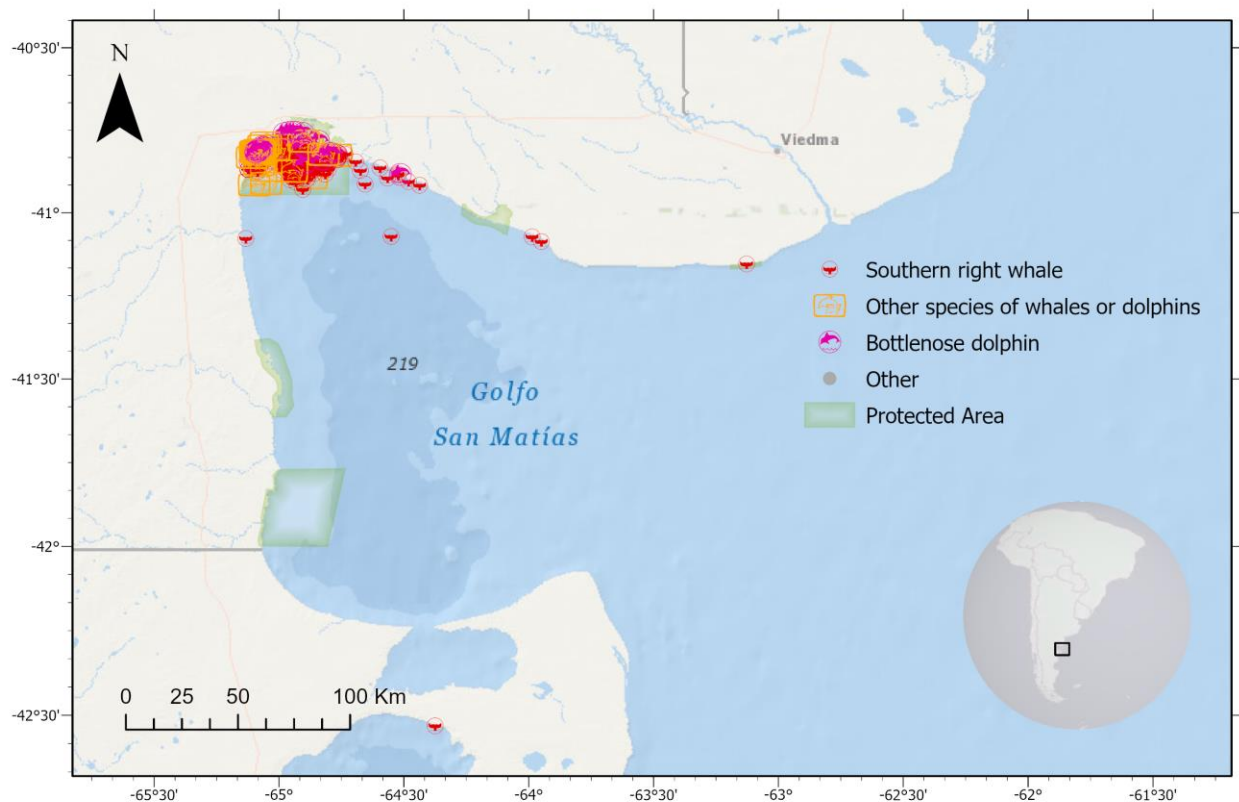 -40°30'
-41°
-41°30'
-42°
-42°30'
N
Viedma
219
Golfo
San Matías
Southern right whale
Other species of whales or dolphins
Bottlenose dolphin
Other
Protected Area
0 25 50 100 Km
-65°30' -65° -64°30' -64° -63°30' -63° -62°30' -62° -61°30'